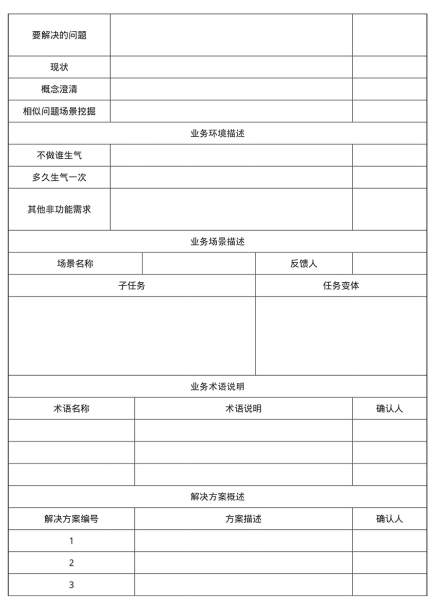 要解决的问题
现状
概念澄清
相似问题场景挖掘
业务环境描述
不做谁生气
多久生气一次
其他非功能需求
业务场景描述
场景名称 反馈人
子任务 任务变体
业务术语说明
术语名称 术语说明 确认人
解决方案概述
解决方案编号 方案描述 确认人
1
2
3